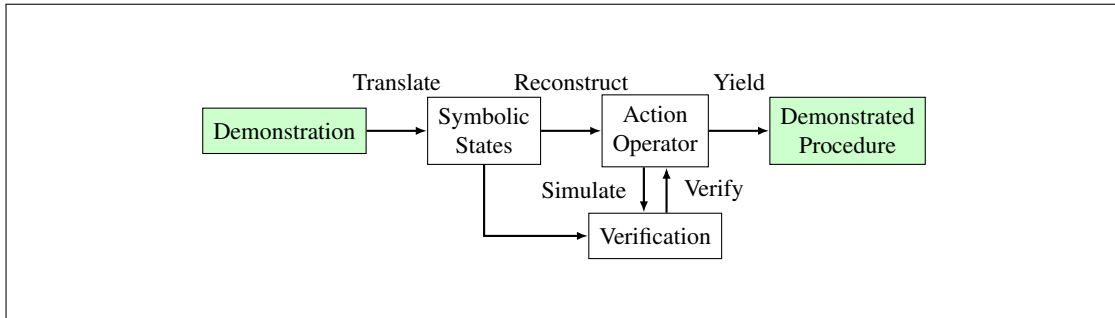 Translate
Reconstruct
Yield
Demonstration
Symbolic
States
Action
Operator
Demonstrated
Procedure
Simulate
Verify
Verification